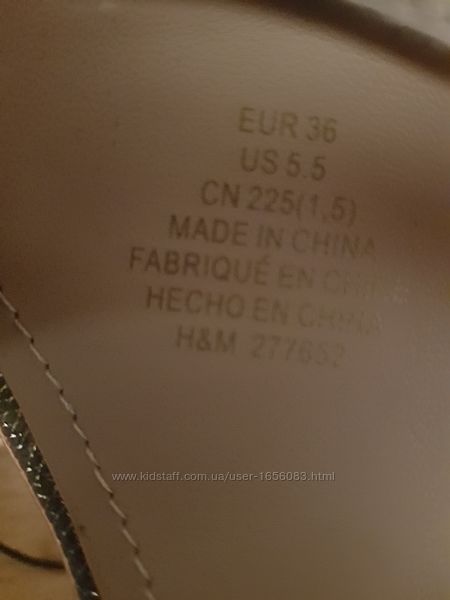 EUR 36
US 5.5
CN 225(1,5)
MADE IN CHINA
FABRIQUÉ EN CHINE
HECHO EN CHINA
H&M 277652
www.kidstaff.com.ua/user-1656083.html